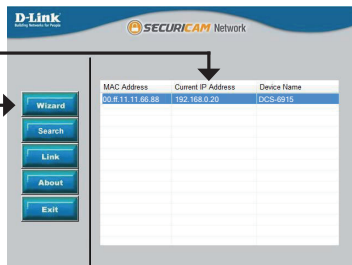 D-Link
Building Networks for People
SECURICAM Network
MAC Address Current IP Address Device Name
00.ff.11.11.66.88 192.168.0.20 DCS-6915
Wizard
Search
Link
About
Exit